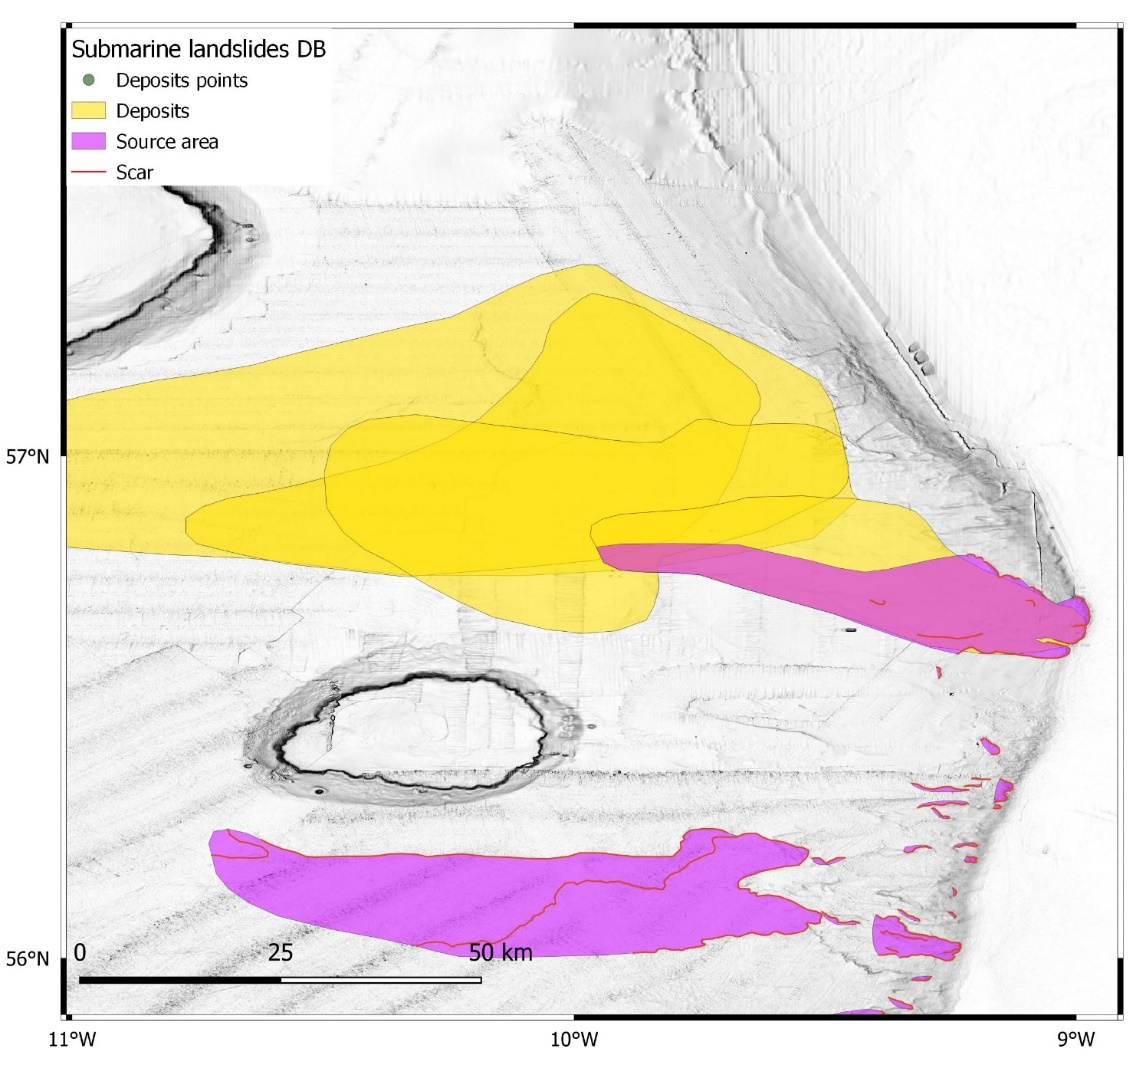 Submarine landslides DB
Deposits points
Deposits
Source area
Scar
57°N
0 25 50 km
56°N
11°W 10°W 9°W